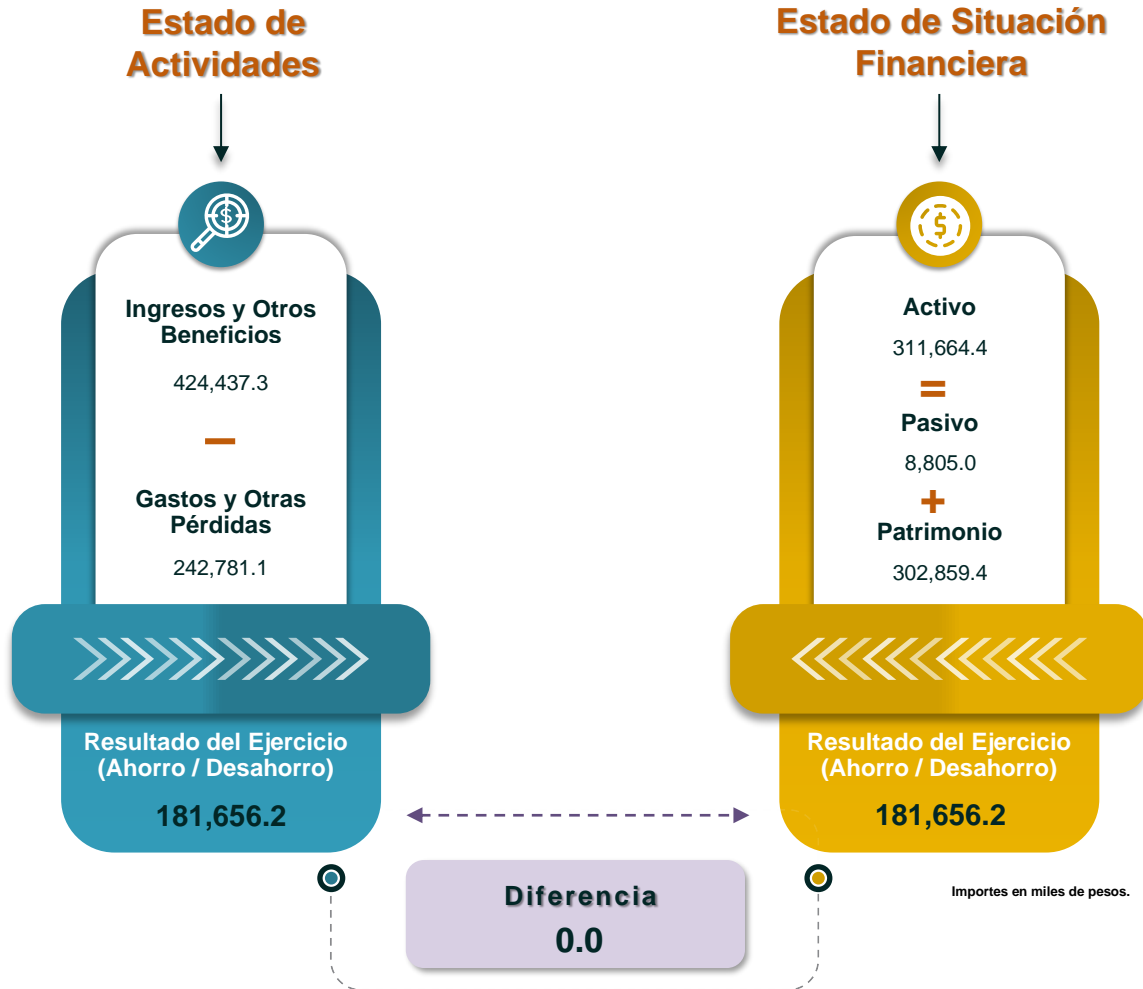 Estado de
Actividades
Ingresos y Otros
Beneficios
424,437.3
–
Gastos y Otras
Pérdidas
242,781.1
Resultado del Ejercicio
(Ahorro / Desahorro)
181,656.2
Estado de Situación
Financiera
$
Activo
311,664.4
=
Pasivo
8,805.0
+
Patrimonio
302,859.4
Resultado del Ejercicio
(Ahorro / Desahorro)
181,656.2
Diferencia
0.0
Importes en miles de pesos.